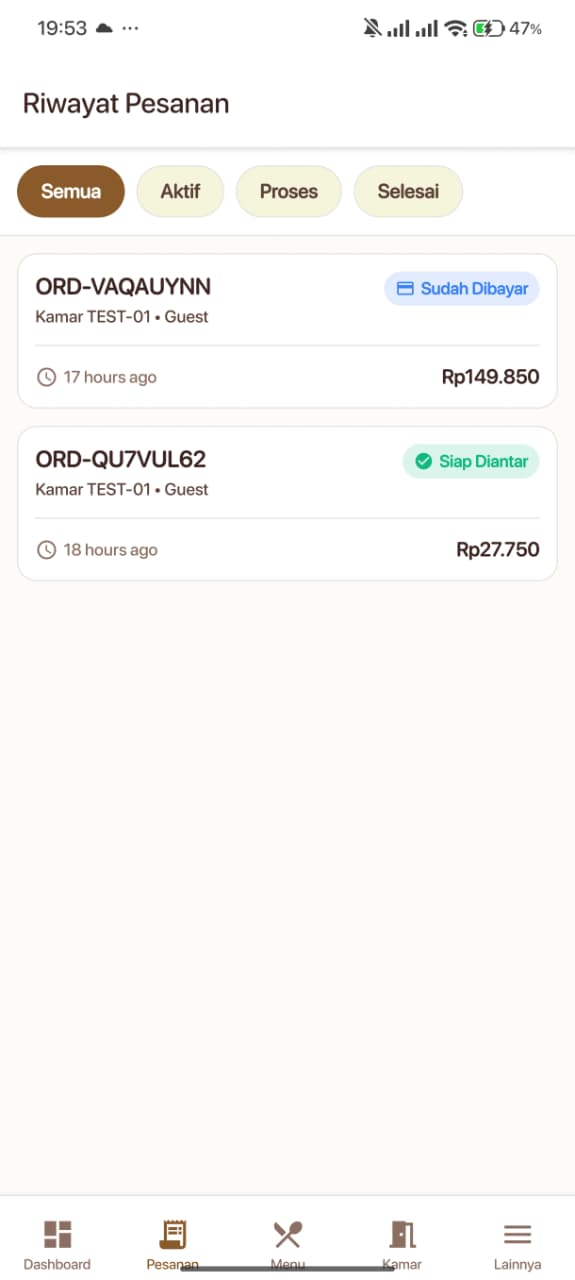 19:53
47%
Riwayat Pesanan
Semua Aktif Proses Selesai
ORD-VAQAUYNN Sudah Dibayar
Kamar TEST-01 • Guest
17 hours ago Rp149.850
ORD-QU7VUL62 Siap Diantar
Kamar TEST-01 • Guest
18 hours ago Rp27.750
Dashboard Pesanan Menu Kamar Lainnya